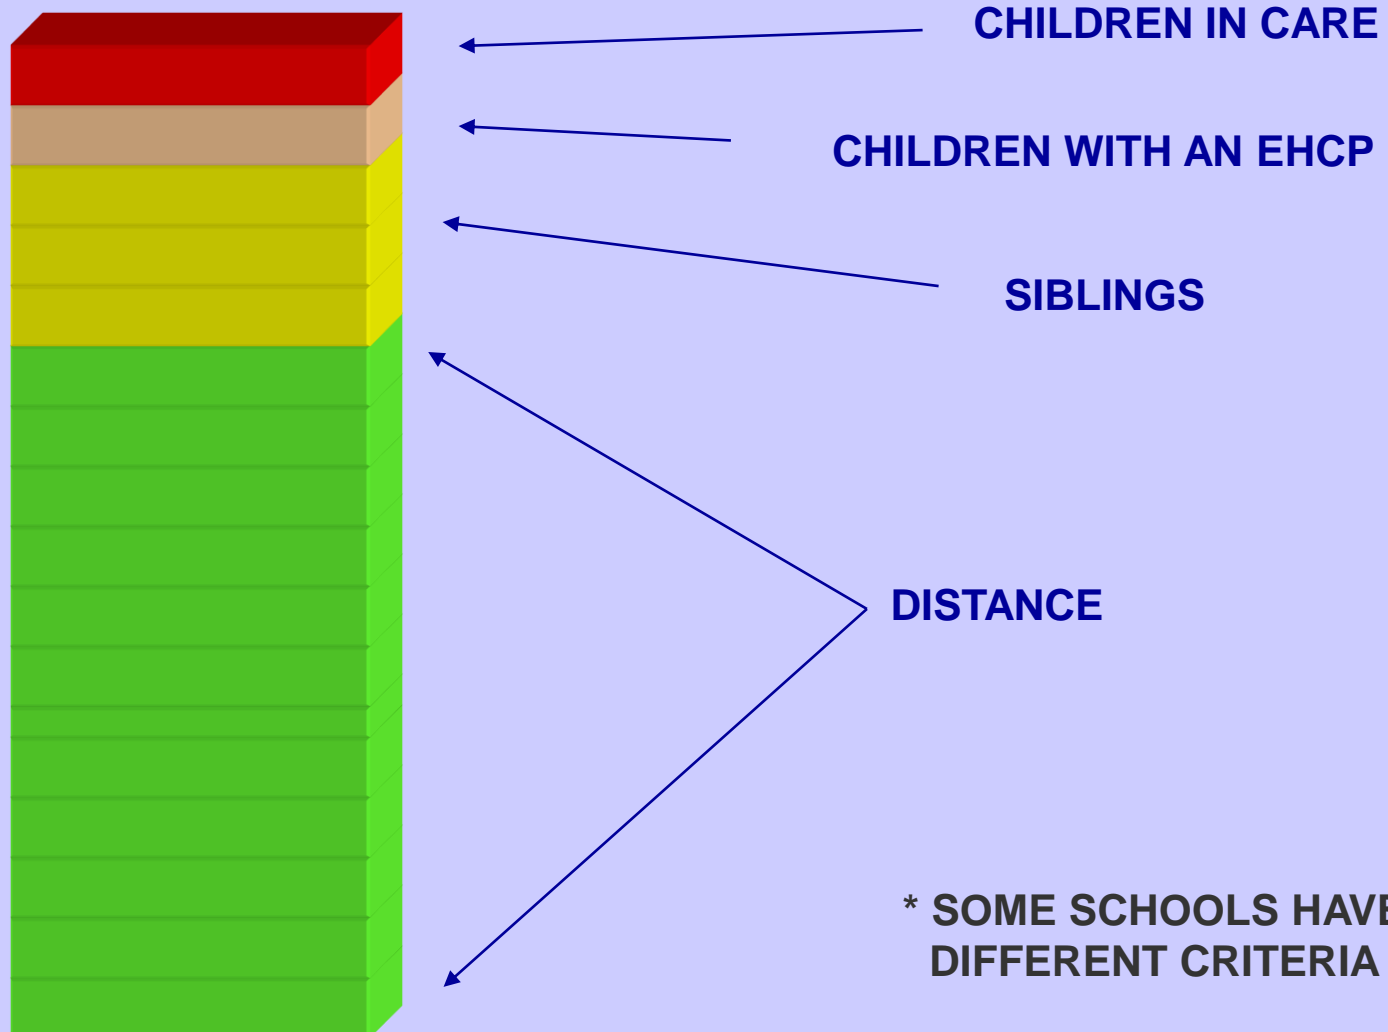 CHILDREN IN CARE
CHILDREN WITH AN EHCP
SIBLINGS
DISTANCE
* SOME SCHOOLS HAVE
DIFFERENT CRITERIA